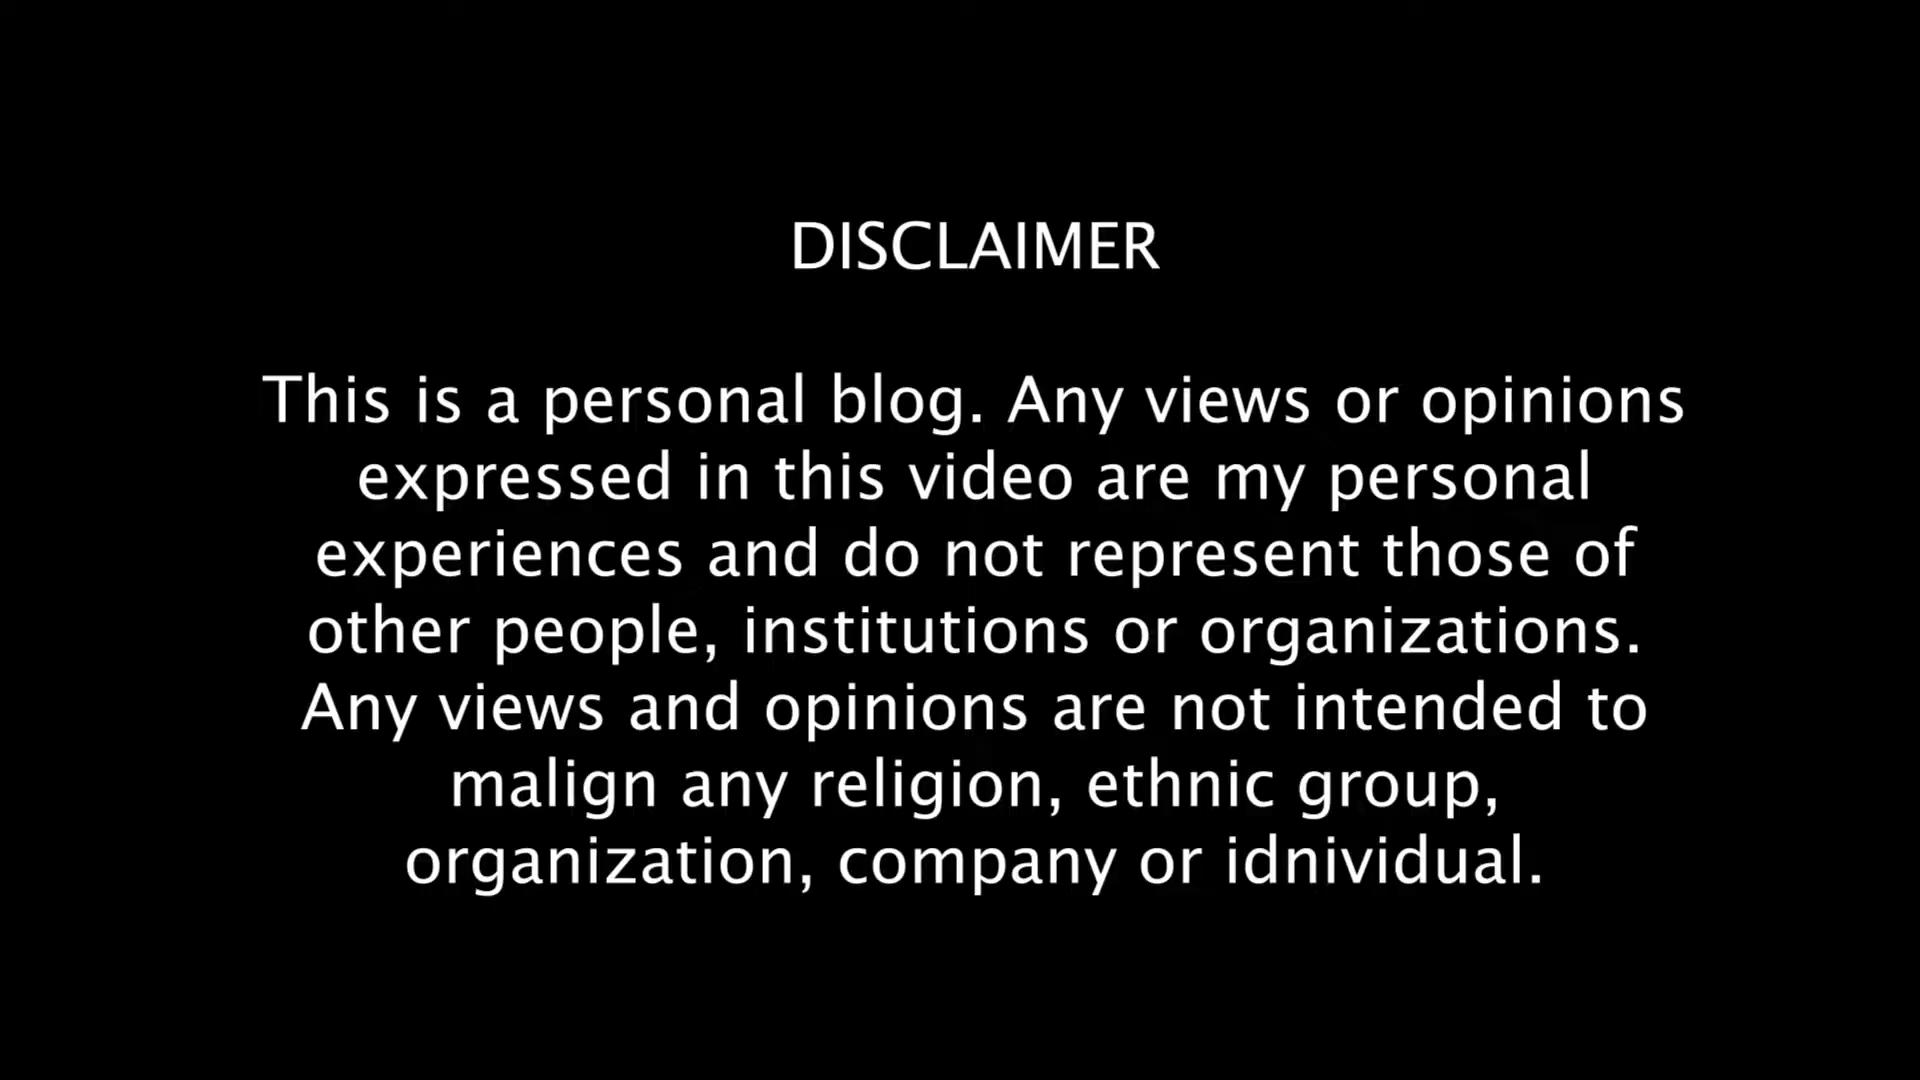 DISCLAIMER
This is a personal blog. Any views or opinions
expressed in this video are my personal
experiences and do not represent those of
other people, institutions or organizations.
Any views and opinions are not intended to
malign any religion, ethnic group,
organization, company or idnividual.